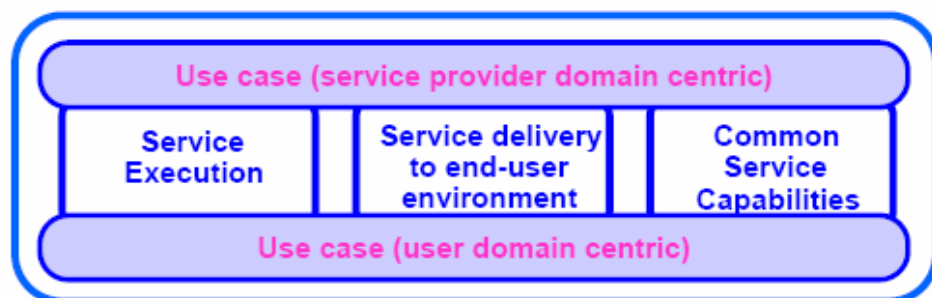 Use case (service provider domain centric)
Service
Execution
Service delivery
to end-user
environment
Common
Service
Capabilities
Use case (user domain centric)